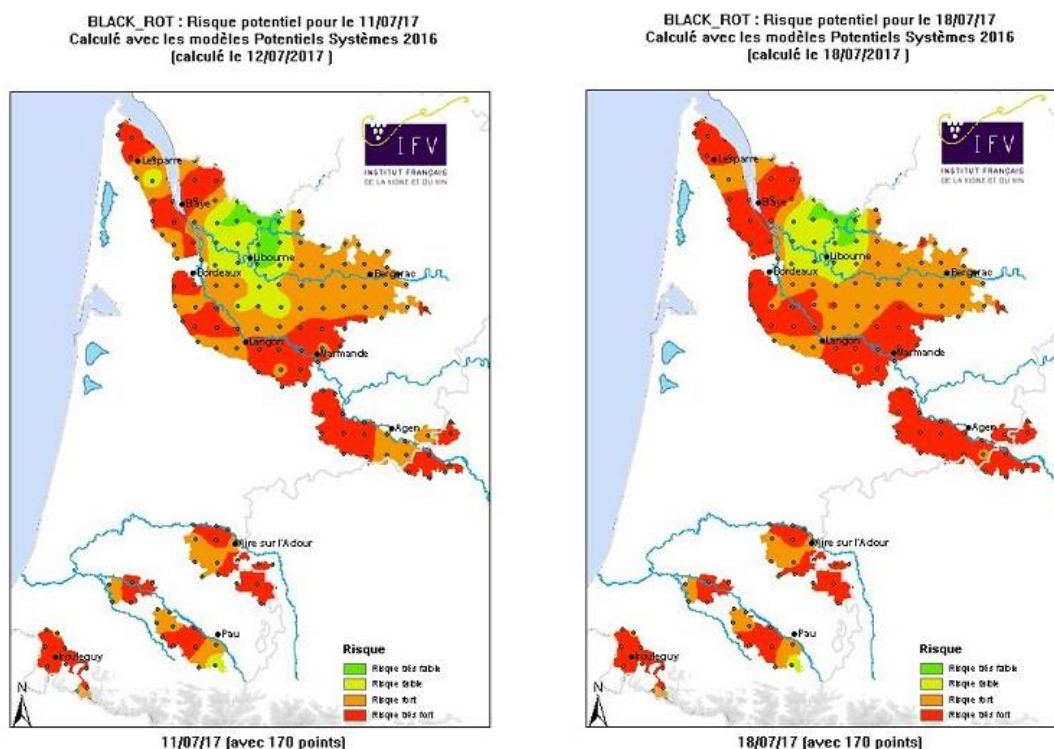 BLACK_ROT : Risque potentiel pour le 11/07/17
Calculé avec les modèles Potentiels Systèmes 2016
(calculé le 12/07/2017 )
IFV
INSTITUT FRANÇAIS
DE LA VIGNE ET DU VIN
Lesparre
Blaye
Libourne
Bordeaux
Bergerac
Langon
Marmande
Agen
Aire sur l'Adour
Pau
Irouleguy
N
Risque
Risque très faible
Risque faible
Risque fort
Risque très fort
11/07/17 (avec 170 points)
BLACK_ROT : Risque potentiel pour le 18/07/17
Calculé avec les modèles Potentiels Systèmes 2016
(calculé le 18/07/2017 )
IFV
INSTITUT FRANÇAIS
DE LA VIGNE ET DU VIN
Lesparre
Blaye
Libourne
Bordeaux
Bergerac
Langon
Marmande
Agen
Aire sur l'Adour
Pau
Irouleguy
N
Risque
Risque très faible
Risque faible
Risque fort
Risque très fort
18/07/17 (avec 170 points)